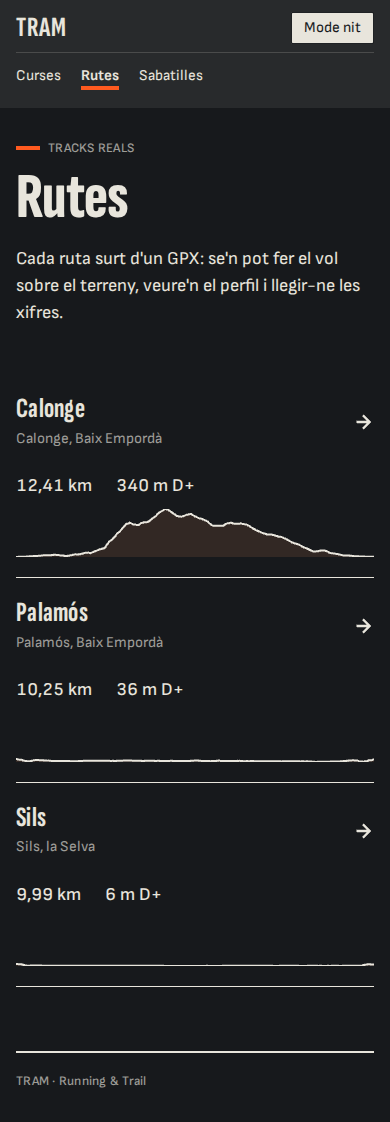 TRAM
Mode nit
Curses
Rutes
Sabatilles
TRACKS REALS
Rutes
Cada ruta surt d'un GPX: se'n pot fer el vol
sobre el terreny, veure'n el perfil i llegir-ne les
xifres.
Calonge
Calonge, Baix Empordà
12,41 km
340 m D+
Palamós
Palamós, Baix Empordà
10,25 km
36 m D+
Sils
Sils, la Selva
9,99 km
6 m D+
TRAM · Running & Trail